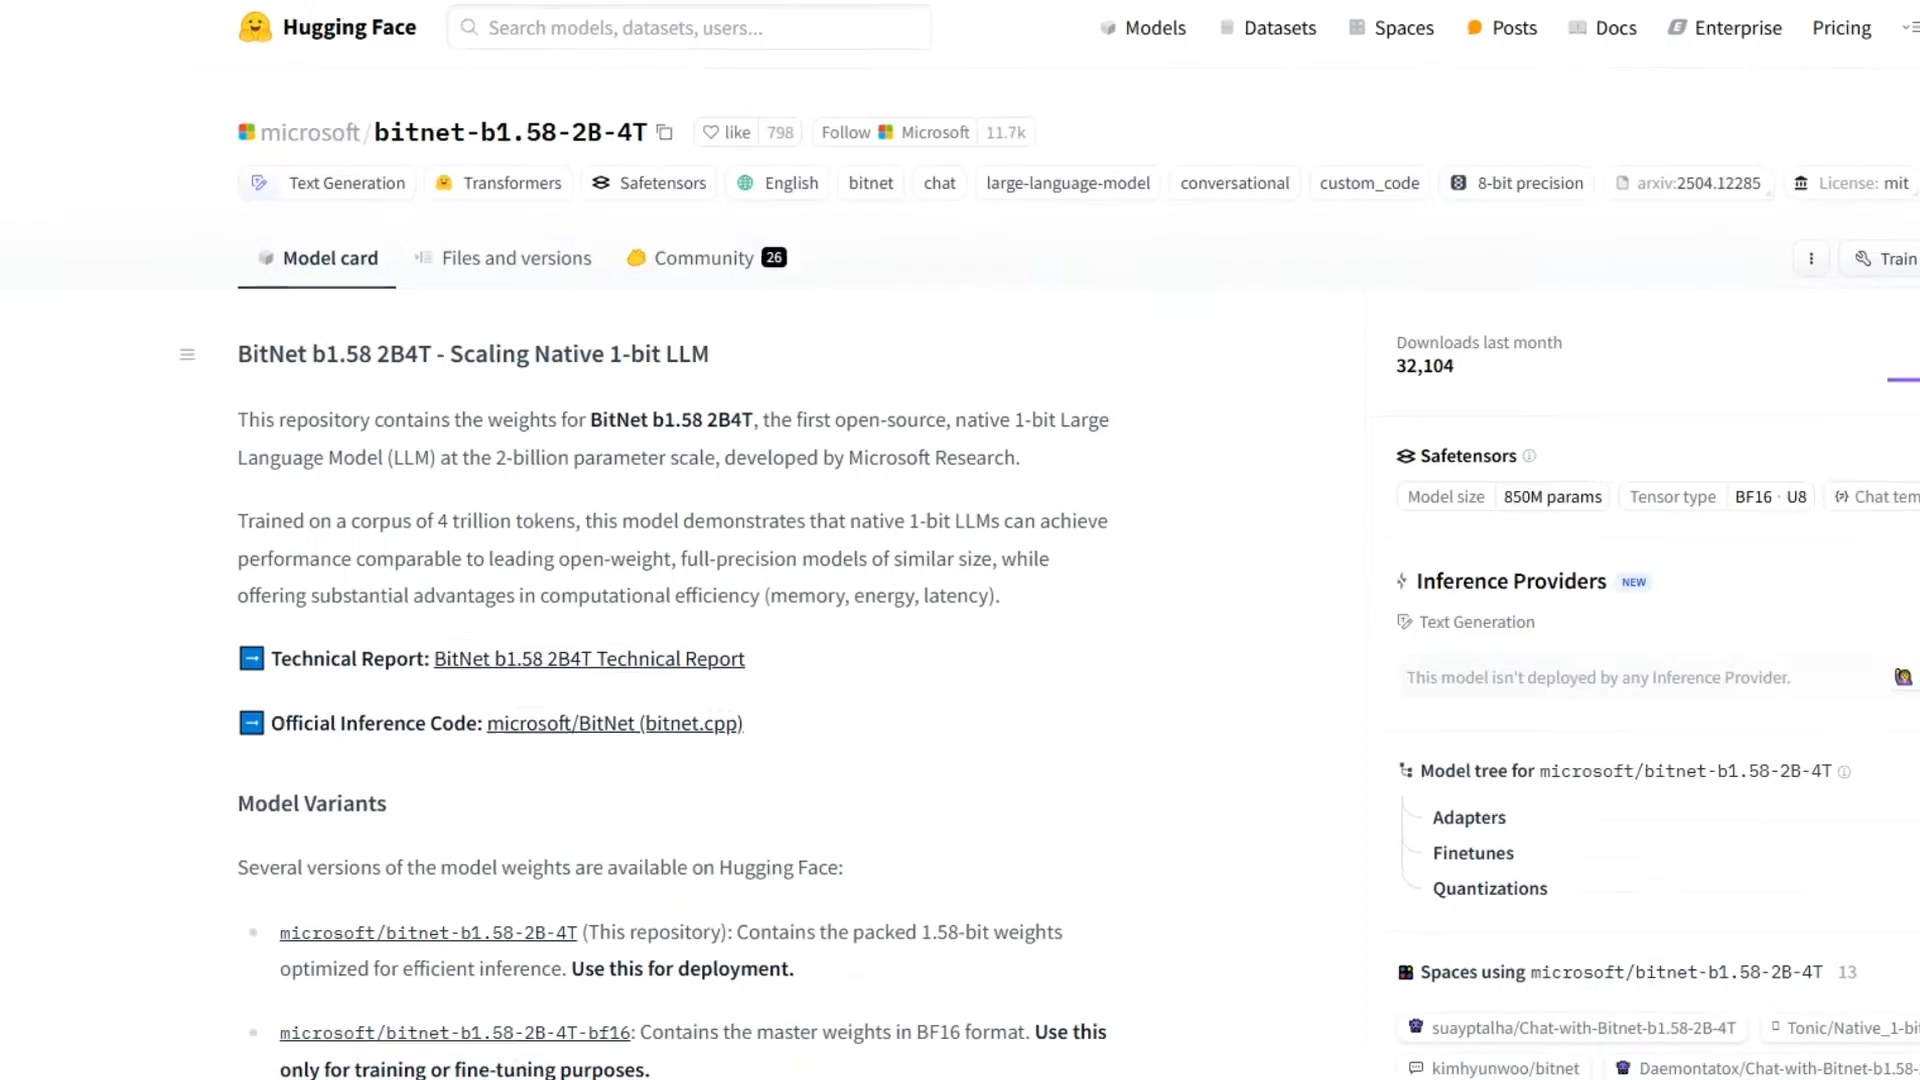 Hugging Face
Search models, datasets, users...
Models
Datasets
Spaces
Posts
Docs
Enterprise
Pricing
microsoft/bitnet-b1.58-2B-4T
like 798
Follow Microsoft 11.7k
Text Generation
Transformers
Safetensors
English
bitnet
chat
large-language-model
conversational
custom_code
8-bit precision
arxiv:2504.12285
License: mit
Model card
Files and versions
Community 26
Train
BitNet b1.58 2B4T - Scaling Native 1-bit LLM
This repository contains the weights for BitNet b1.58 2B4T, the first open-source, native 1-bit Large
Language Model (LLM) at the 2-billion parameter scale, developed by Microsoft Research.
Trained on a corpus of 4 trillion tokens, this model demonstrates that native 1-bit LLMs can achieve
performance comparable to leading open-weight, full-precision models of similar size, while
offering substantial advantages in computational efficiency (memory, energy, latency).
Technical Report: BitNet b1.58 2B4T Technical Report
Official Inference Code: microsoft/BitNet (bitnet.cpp)
Model Variants
Several versions of the model weights are available on Hugging Face:
microsoft/bitnet-b1.58-2B-4T (This repository): Contains the packed 1.58-bit weights
optimized for efficient inference. Use this for deployment.
microsoft/bitnet-b1.58-2B-4T-bf16: Contains the master weights in BF16 format. Use this
only for training or fine-tuning purposes.
Downloads last month
32,104
Safetensors
Model size 850M params
Tensor type BF16 · U8
Chat tem
Inference Providers NEW
Text Generation
This model isn't deployed by any Inference Provider.
Model tree for microsoft/bitnet-b1.58-2B-4T
Adapters
Finetunes
Quantizations
Spaces using microsoft/bitnet-b1.58-2B-4T 13
suayptalha/Chat-with-Bitnet-b1.58-2B-4T
Tonic/Native_1-bi
kimhyunwoo/bitnet
Daemontatox/Chat-with-Bitnet-b1.58-